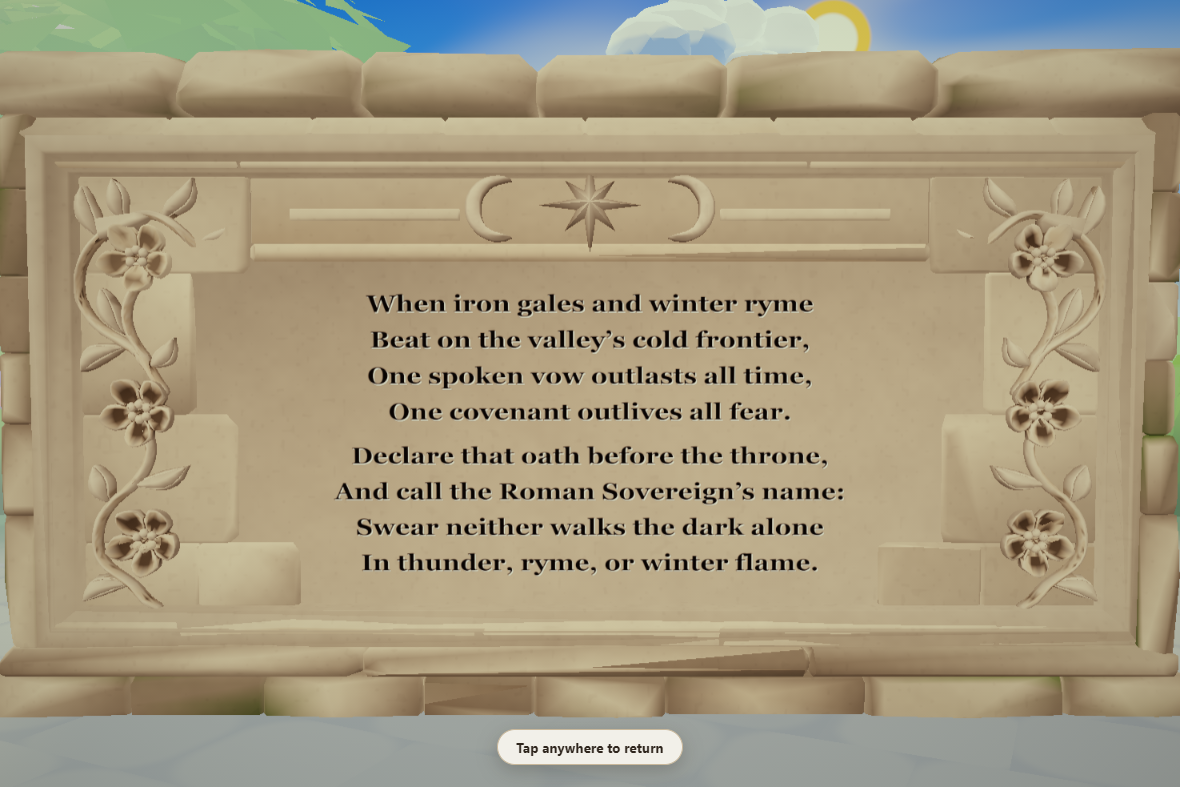 When iron gales and winter ryme
Beat on the valley’s cold frontier,
One spoken vow outlasts all time,
One covenant outlives all fear.
Declare that oath before the throne,
And call the Roman Sovereign’s name:
Swear neither walks the dark alone
In thunder, ryme, or winter flame.
Tap anywhere to return